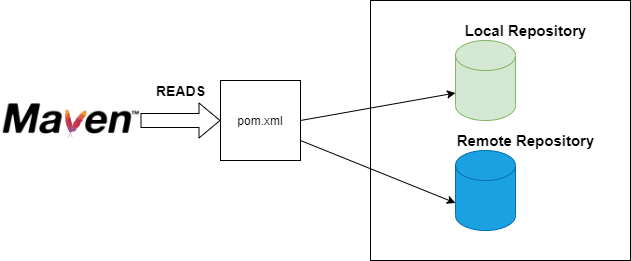 Maven™
READS
pom.xml
Local Repository
Remote Repository